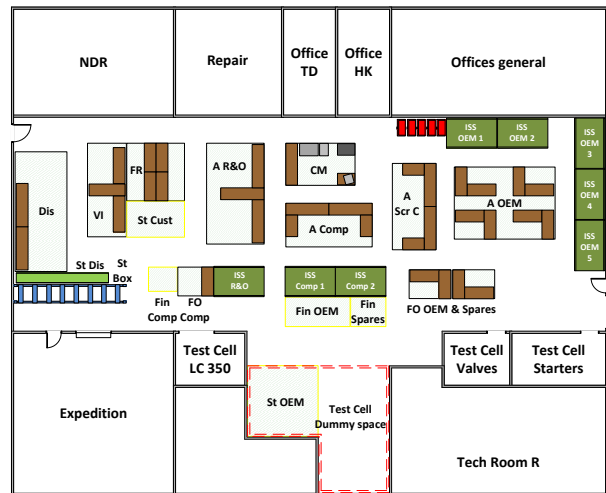 NDR
Repair
Office
TD
Office
HK
Offices general
ISS
OEM 1
ISS
OEM 2
ISS
OEM
3
ISS
OEM
4
ISS
OEM
5
Dis
VI
FR
St Cust
A R&O
CM
A Comp
A
Scr C
A OEM
St Dis
St
Box
Fin
Comp
FO
Comp
ISS
R&O
ISS
Comp 1
ISS
Comp 2
Fin OEM
Fin
Spares
FO OEM & Spares
Test Cell
LC 350
Test Cell
Valves
Test Cell
Starters
Expedition
St OEM
Test Cell
Dummy space
Tech Room R